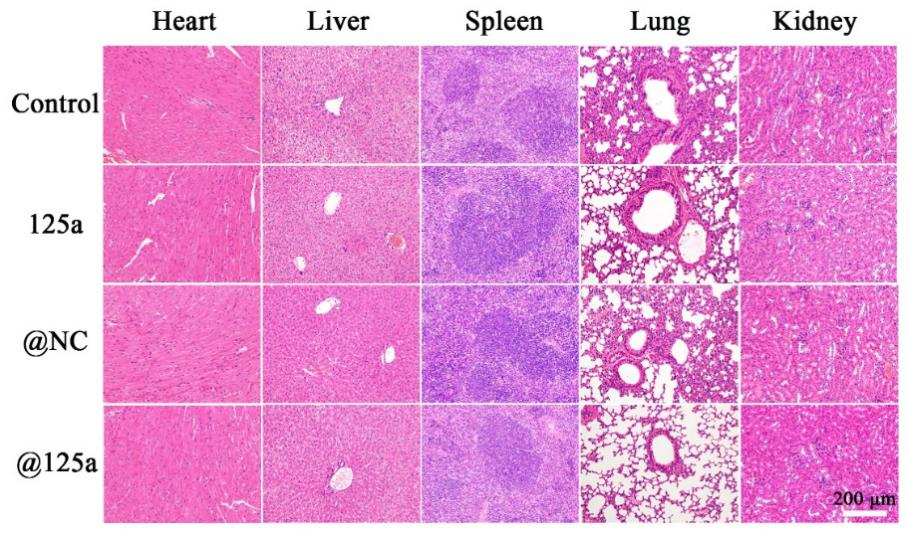 Heart Liver Spleen Lung Kidney
Control
125a
@NC
@125a
200 μm